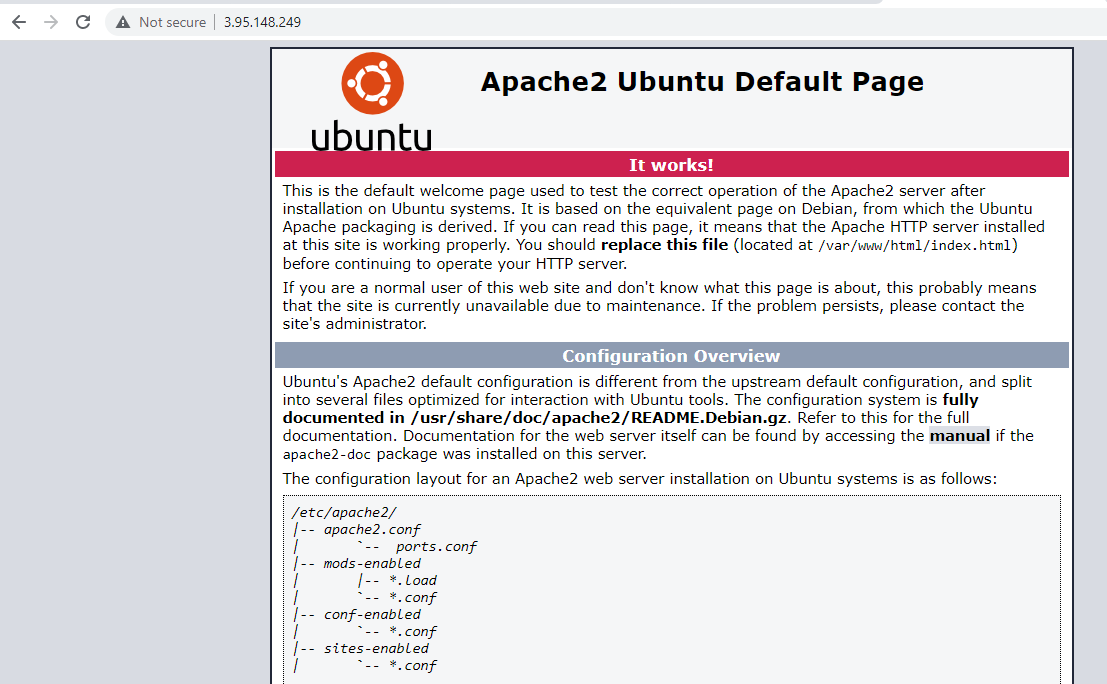 Not secure | 3.95.148.249
Apache2 Ubuntu Default Page
ubuntu
It works!
This is the default welcome page used to test the correct operation of the Apache2 server after
installation on Ubuntu systems. It is based on the equivalent page on Debian, from which the Ubuntu
Apache packaging is derived. If you can read this page, it means that the Apache HTTP server installed
at this site is working properly. You should replace this file (located at /var/www/html/index.html)
before continuing to operate your HTTP server.
If you are a normal user of this web site and don't know what this page is about, this probably means
that the site is currently unavailable due to maintenance. If the problem persists, please contact the
site's administrator.
Configuration Overview
Ubuntu's Apache2 default configuration is different from the upstream default configuration, and split
into several files optimized for interaction with Ubuntu tools. The configuration system is fully
documented in /usr/share/doc/apache2/README.Debian.gz. Refer to this for the full
documentation. Documentation for the web server itself can be found by accessing the manual if the
apache2-doc package was installed on this server.
The configuration layout for an Apache2 web server installation on Ubuntu systems is as follows:
/etc/apache2/
|-- apache2.conf
|       `--  ports.conf
|-- mods-enabled
|       |-- *.load
|       `-- *.conf
|-- conf-enabled
|       `-- *.conf
|-- sites-enabled
|       `-- *.conf